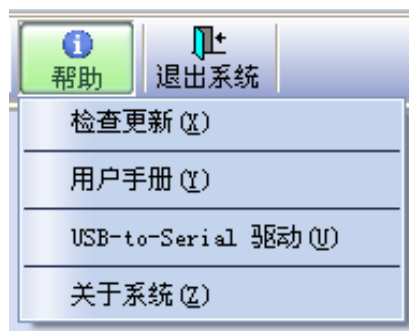 帮助 退出系统
检查更新(X)
用户手册(Y)
USB-to-Serial 驱动(U)
关于系统(Z)